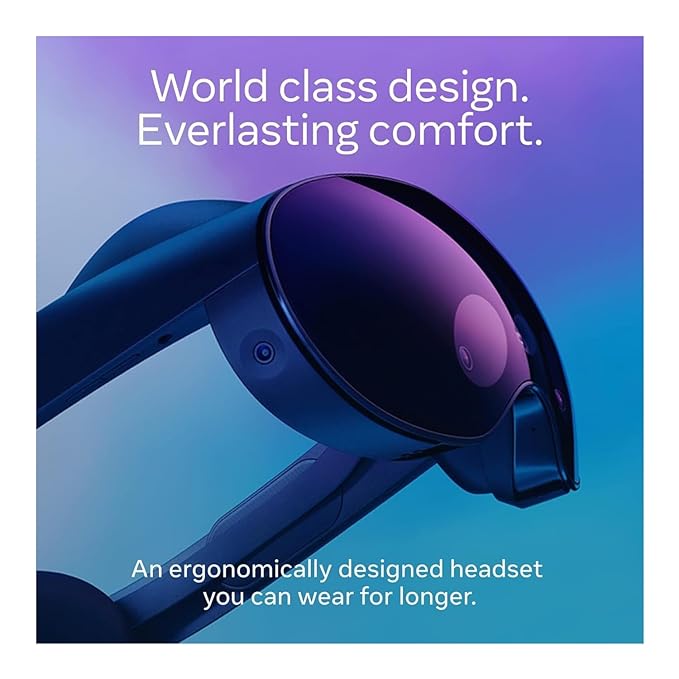 World class design.
Everlasting comfort.
An ergonomically designed headset
you can wear for longer.